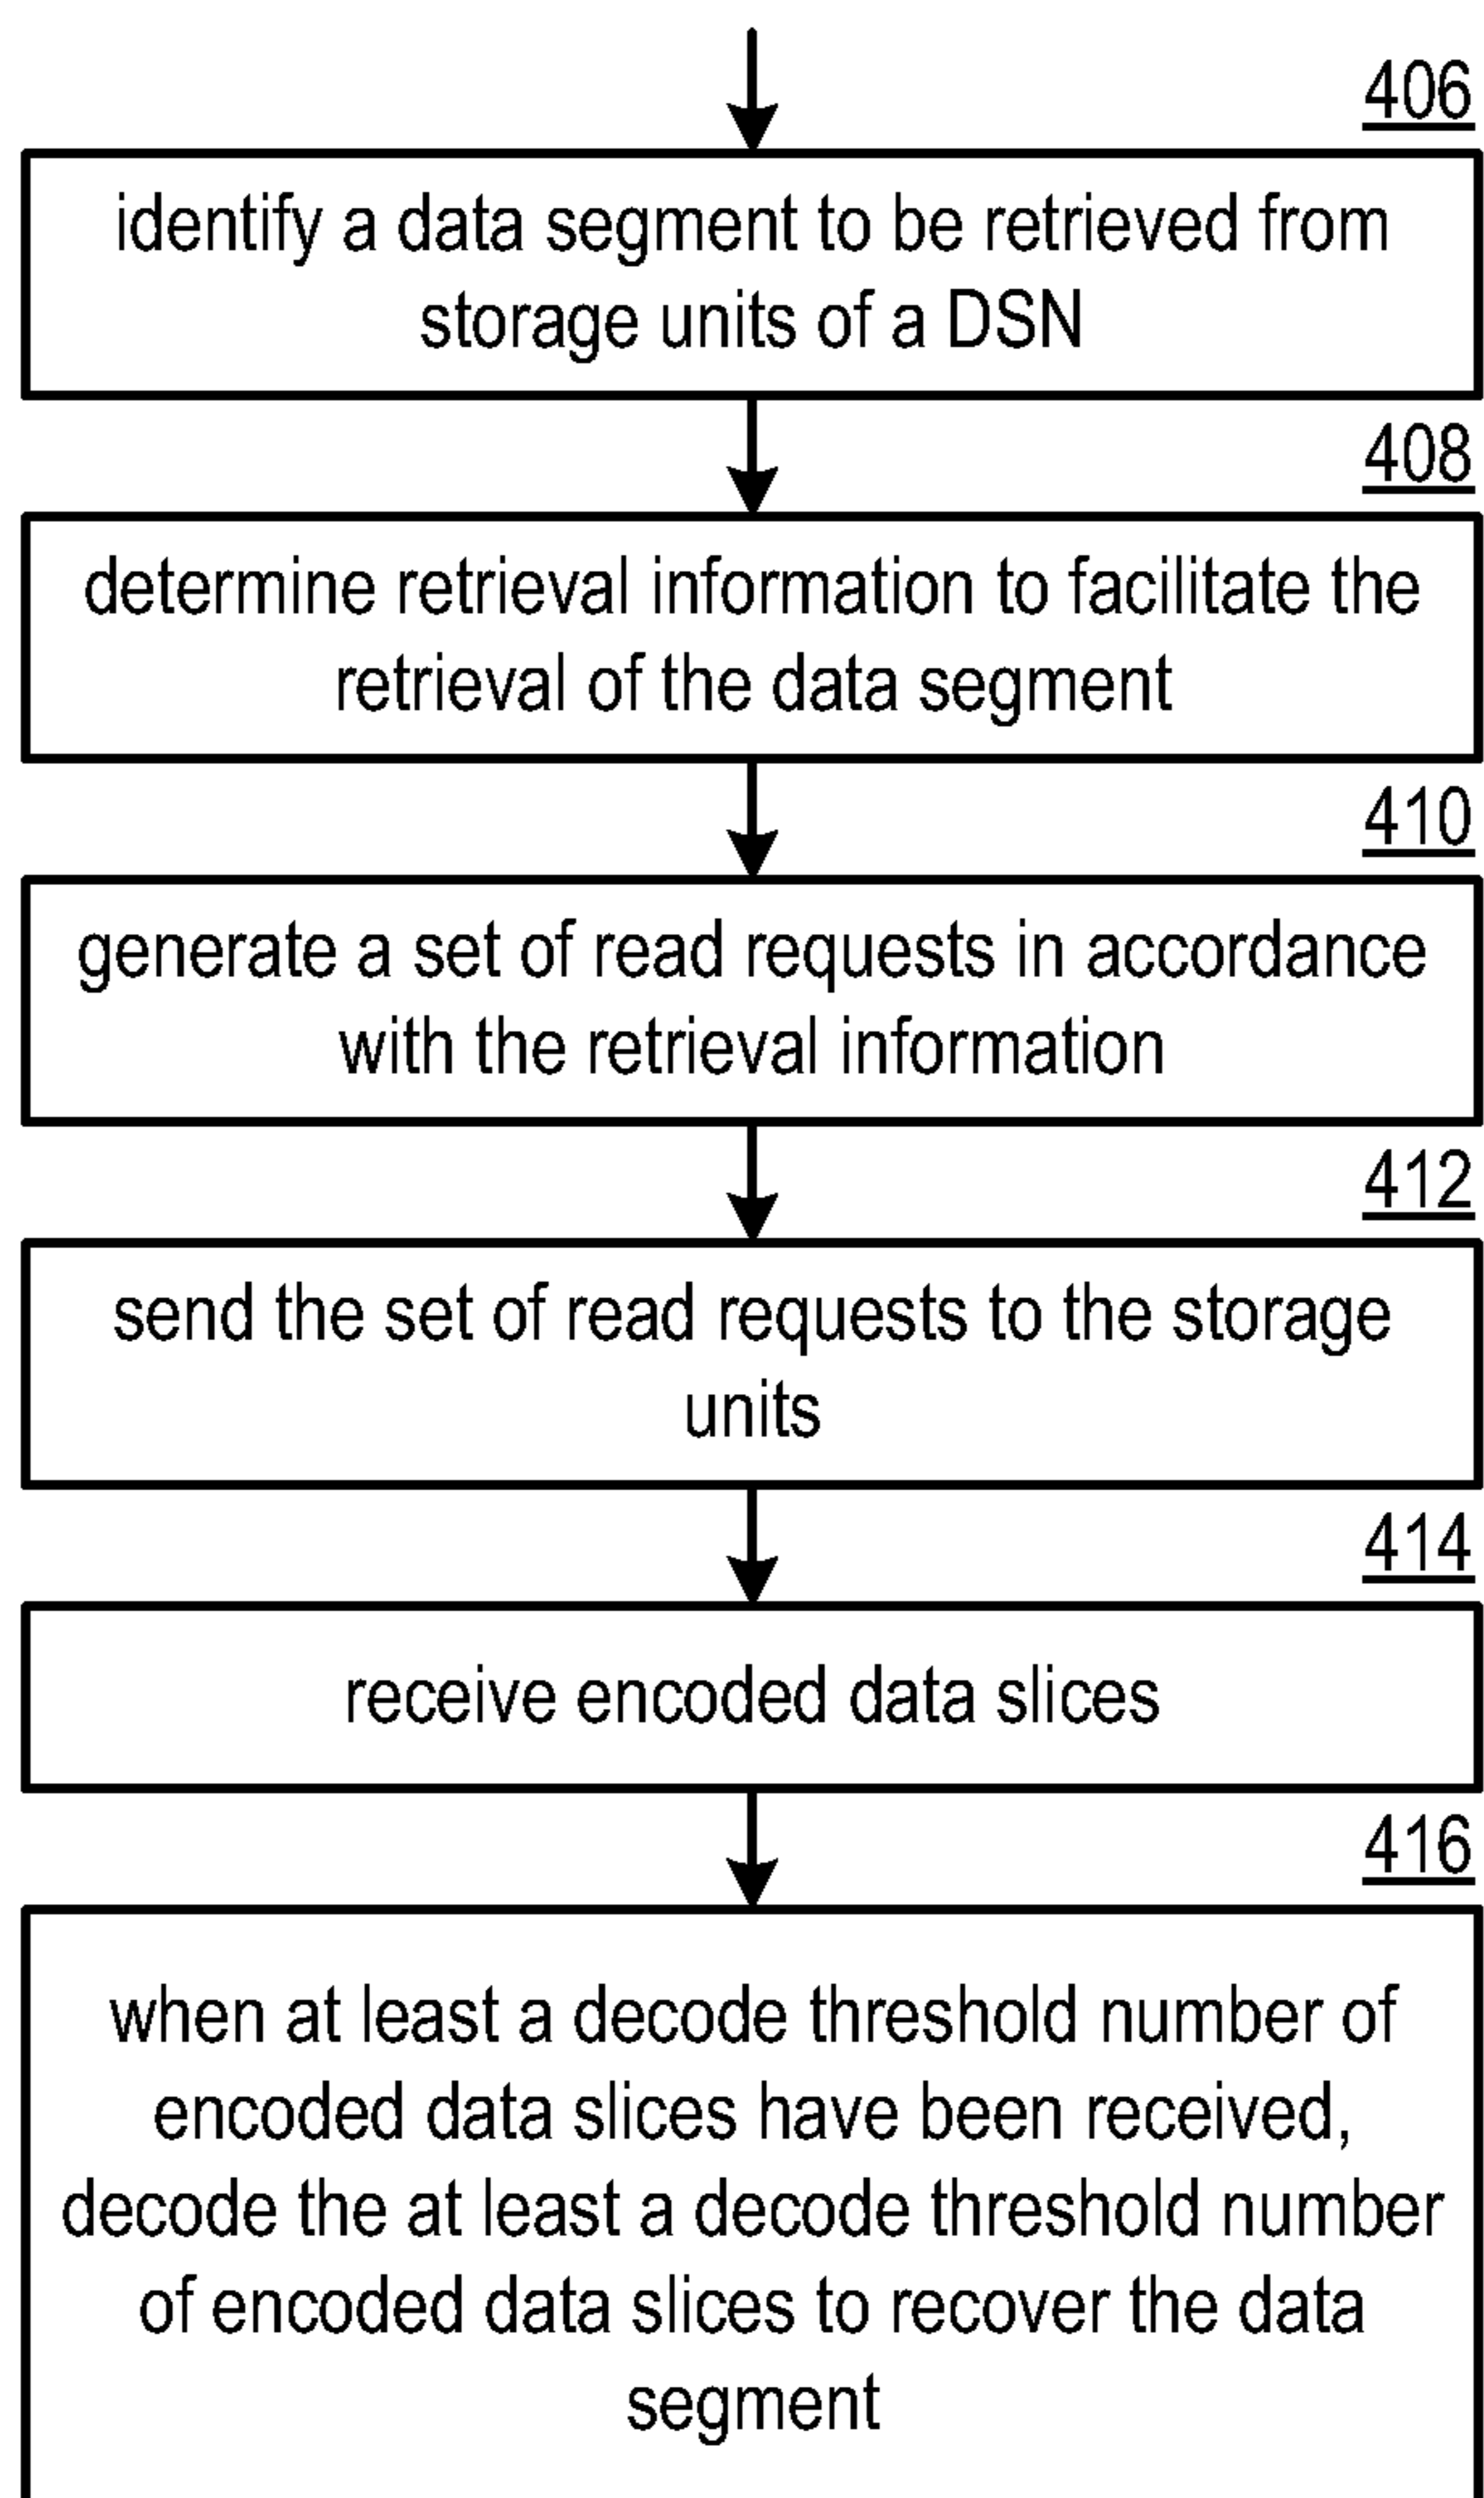 406
identify a data segment to be retrieved from
storage units of a DSN
408
determine retrieval information to facilitate the
retrieval of the data segment
410
generate a set of read requests in accordance
with the retrieval information
412
send the set of read requests to the storage
units
414
receive encoded data slices
416
when at least a decode threshold number of
encoded data slices have been received,
decode the at least a decode threshold number
of encoded data slices to recover the data
segment